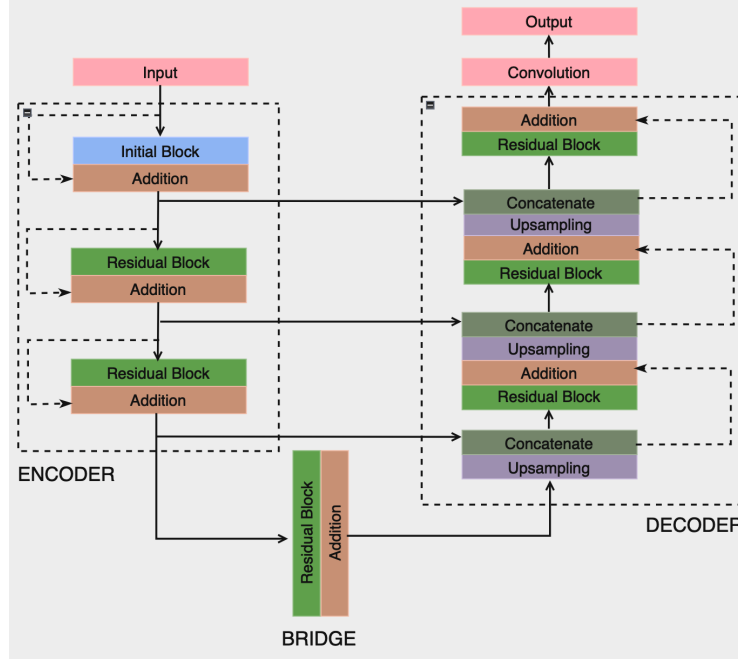 Input
Initial Block
Addition
Residual Block
Addition
Residual Block
Addition
ENCODER
Residual Block
Addition
BRIDGE
Output
Convolution
Addition
Residual Block
Concatenate
Upsampling
Addition
Residual Block
Concatenate
Upsampling
Addition
Residual Block
Concatenate
Upsampling
DECODER